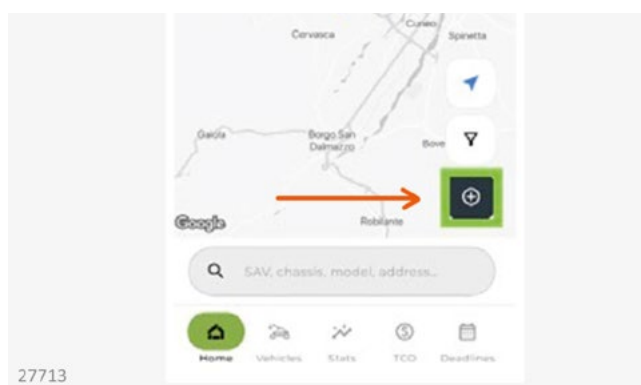 Cuneo
Cervasca
Spinetta
Gaiola
Borgo San
Dalmazzo
Bove
Google
Robilante
SAV, chassis, model, address...
Home Vehicles Stats TCO Deadlines
27713